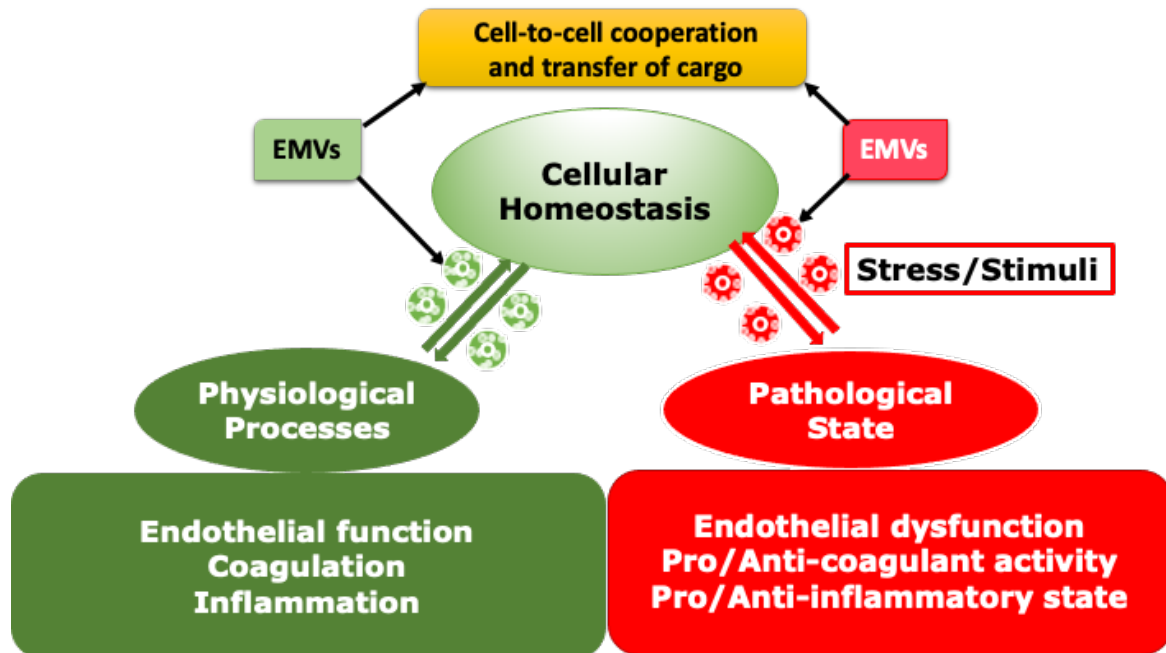 Cell-to-cell cooperation
and transfer of cargo
EMVs
EMVs
Cellular
Homeostasis
Stress/Stimuli
Physiological
Processes
Pathological
State
Endothelial function
Coagulation
Inflammation
Endothelial dysfunction
Pro/Anti-coagulant activity
Pro/Anti-inflammatory state